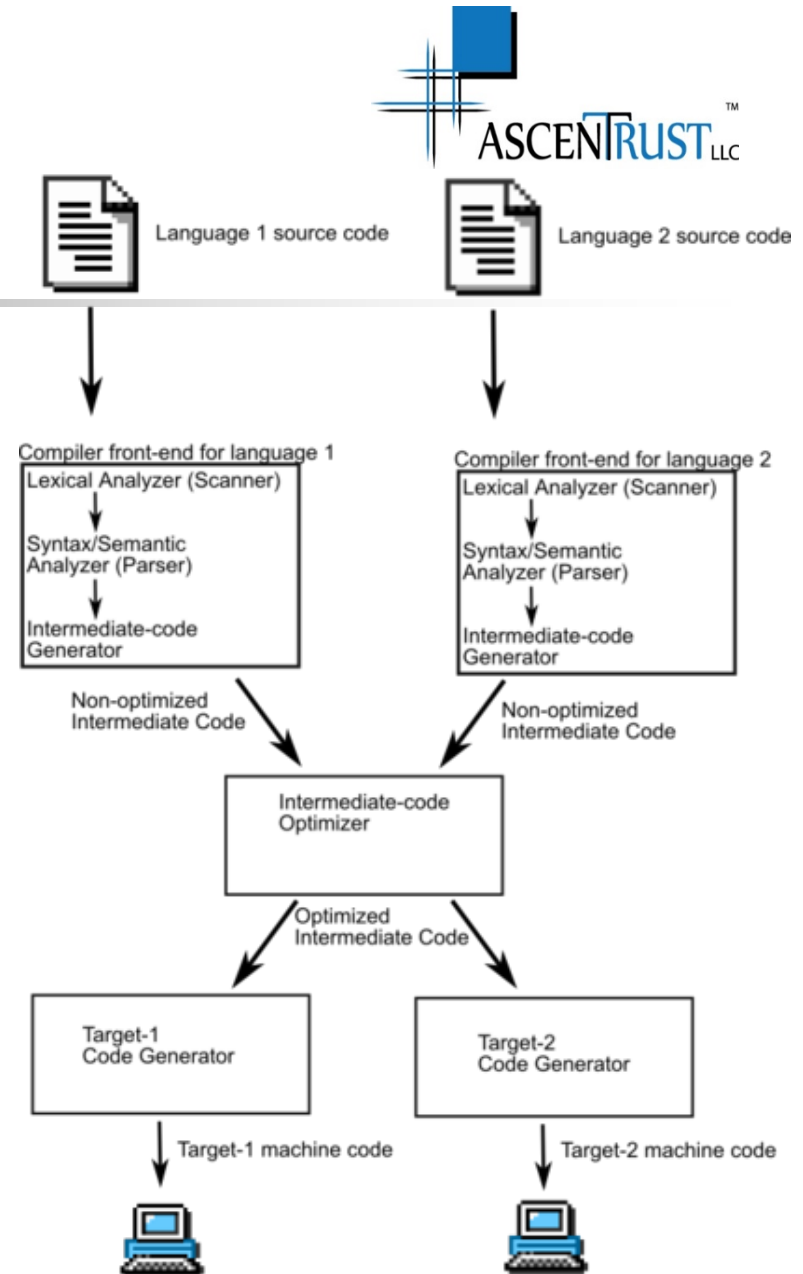 ASCENTRUST LLC
TM
Language 1 source code
Language 2 source code
Compiler front-end for language 1
Lexical Analyzer (Scanner)
Syntax/Semantic
Analyzer (Parser)
Intermediate-code
Generator
Compiler front-end for language 2
Lexical Analyzer (Scanner)
Syntax/Semantic
Analyzer (Parser)
Intermediate-code
Generator
Non-optimized
Intermediate Code
Non-optimized
Intermediate Code
Intermediate-code
Optimizer
Optimized
Intermediate Code
Target-1
Code Generator
Target-2
Code Generator
Target-1 machine code
Target-2 machine code